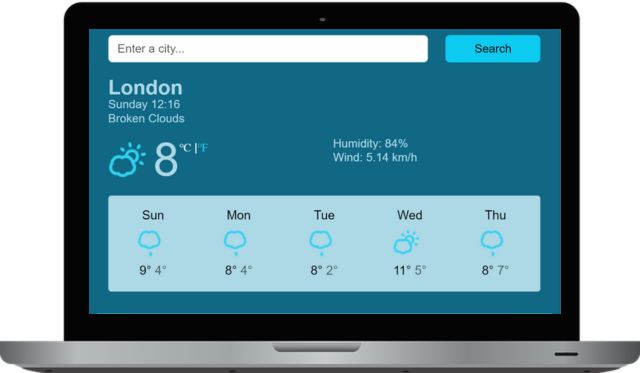 Enter a city...
Search
London
Sunday 12:16
Broken Clouds
8 °C |°F
Humidity: 84%
Wind: 5.14 km/h
Sun Mon Tue Wed Thu
9° 4° 8° 4° 8° 2° 11° 5° 8° 7°